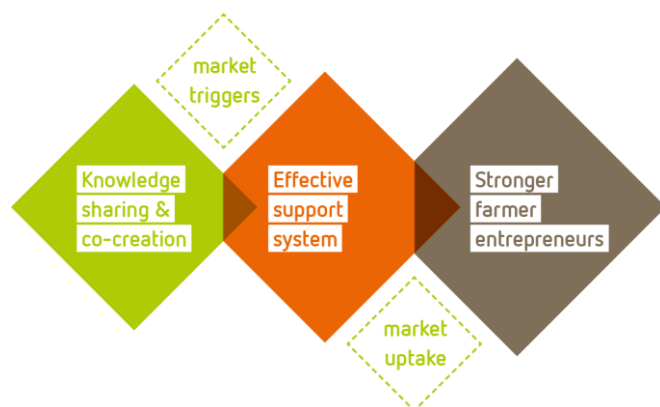 market
triggers
Knowledge
sharing &
co-creation
Effective
support
system
Stronger
farmer
entrepreneurs
market
uptake